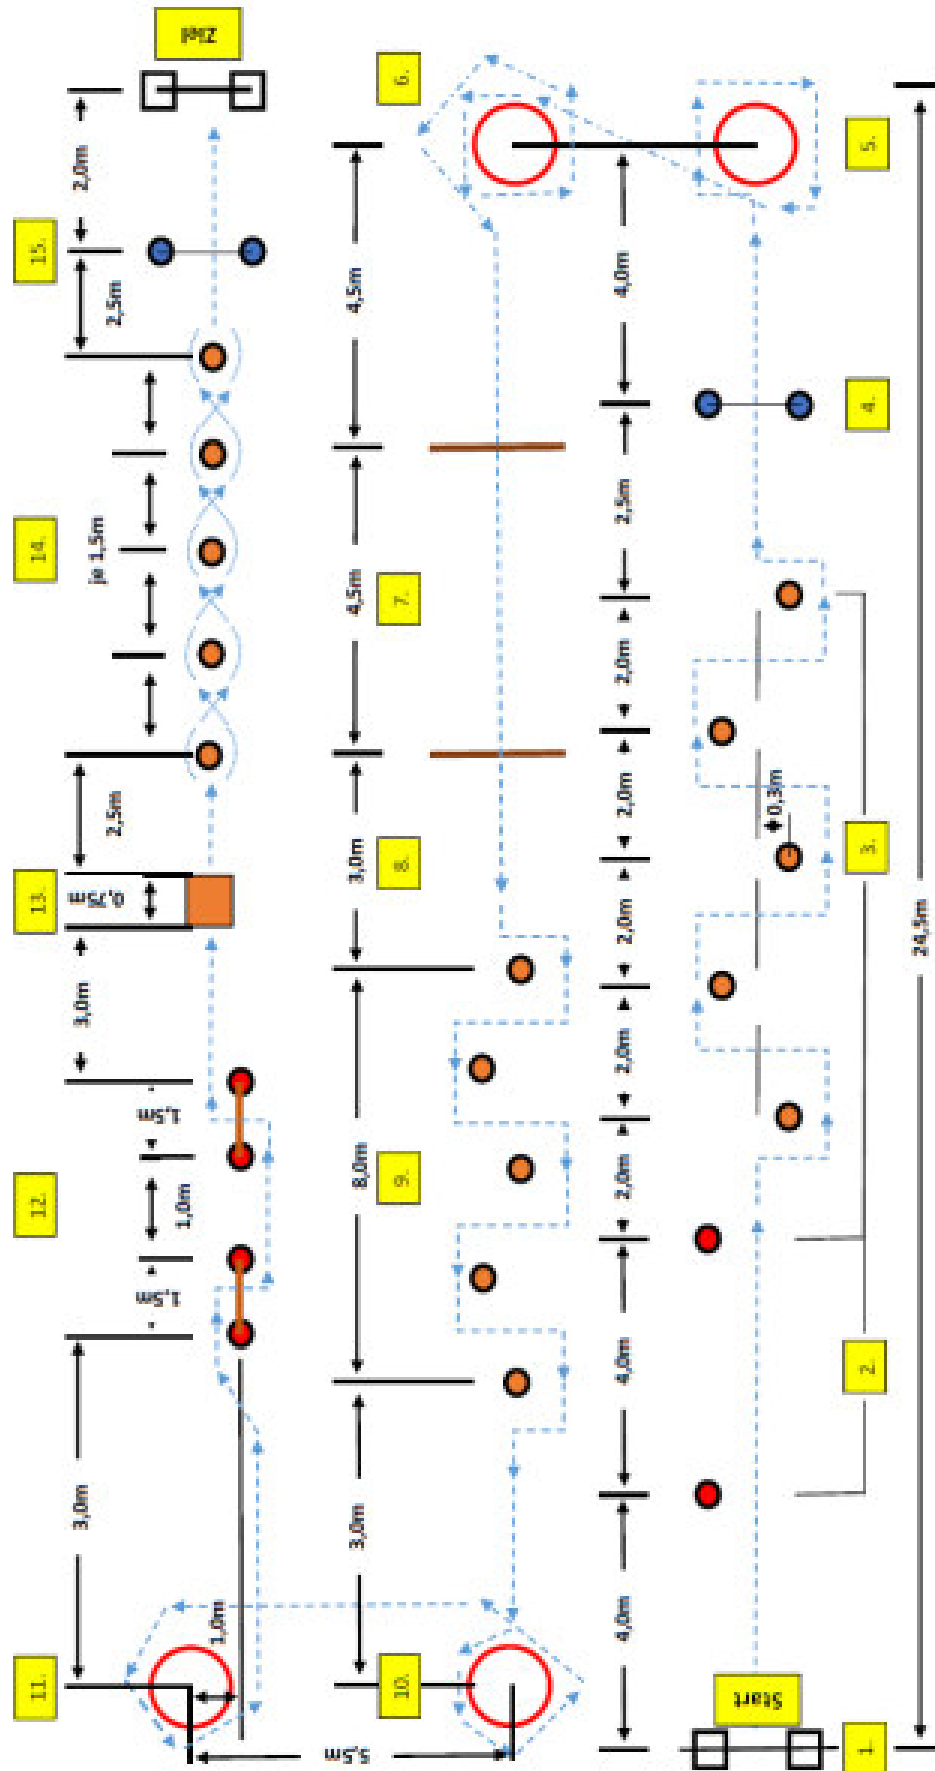 Ziel
15.
2,0m
2,5m
14.
je 1,5m
13.
2,5m
0,75m
3,0m
12.
1,5m
1,0m
1,5m
11.
3,0m
1,0m
5,5m
6.
4,5m
7.
4,5m
8.
3,0m
9.
8,0m
10.
3,0m
5.
4,0m
4.
2,5m
2,0m
2,0m
2,0m
2,0m
2,0m
4,0m
4,0m
0,3m
3.
2.
Start
1.
24,5m